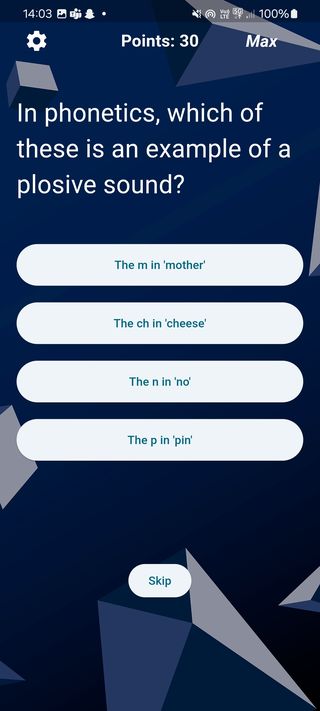 14:03 100%
Points: 30 Max
In phonetics, which of
these is an example of a
plosive sound?
The m in 'mother'
The ch in 'cheese'
The n in 'no'
The p in 'pin'
Skip